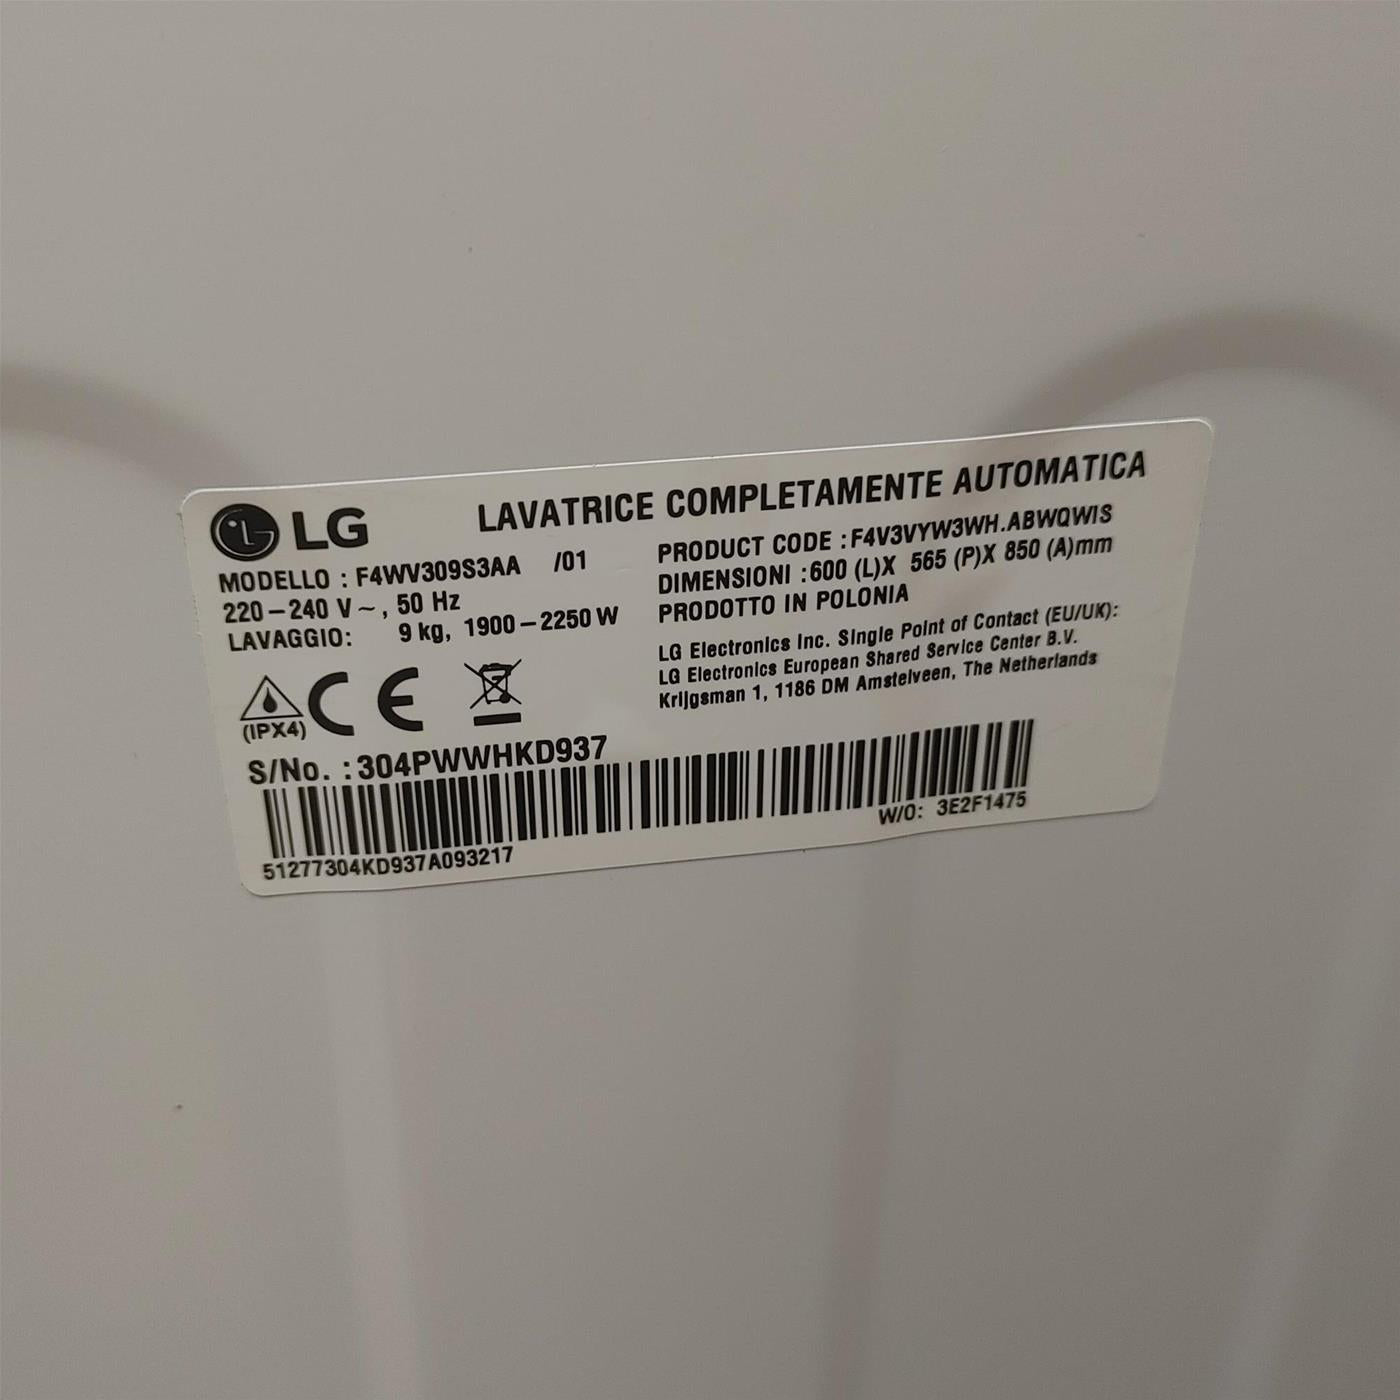 LG
LAVATRICE COMPLETAMENTE AUTOMATICA
MODELLO : F4WV309S3AA /01
220-240 V~, 50 Hz
LAVAGGIO: 9 kg, 1900-2250 W
PRODUCT CODE :F4V3VYW3WH.ABWQWIS
DIMENSIONI :600 (L)X 565 (P)X 850 (A)mm
PRODOTTO IN POLONIA
LG Electronics Inc. Single Point of Contact (EU/UK):
LG Electronics European Shared Service Center B.V.
Krijgsman 1, 1186 DM Amstelveen, The Netherlands
(IPX4)
CE
S/No. :304PWWHKD937
W/O: 3E2F1475
51277304KD937A093217